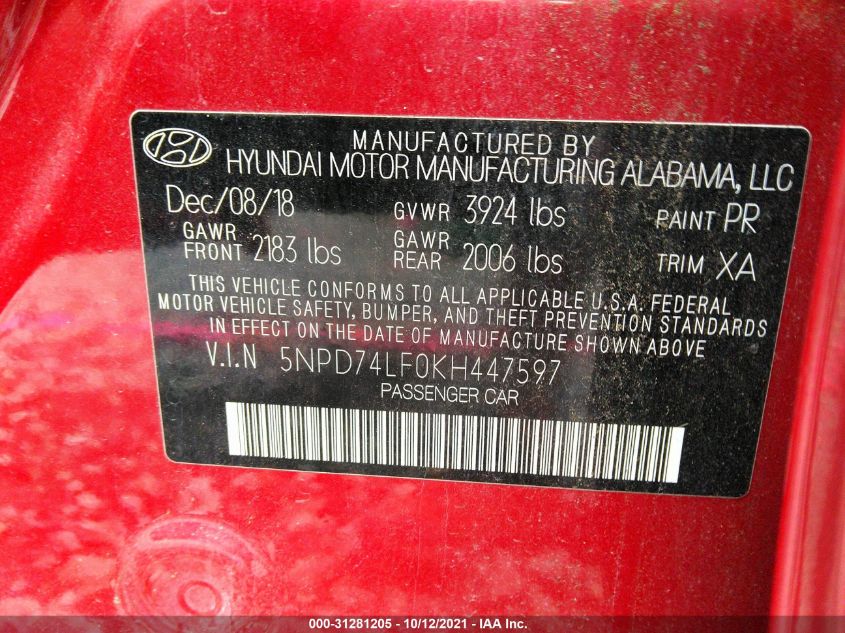 MANUFACTURED BY
HYUNDAI MOTOR MANUFACTURING ALABAMA, LLC
Dec/08/18 GVWR 3924 lbs PAINT PR
GAWR FRONT 2183 lbs GAWR REAR 2006 lbs TRIM XA
THIS VEHICLE CONFORMS TO ALL APPLICABLE U.S.A. FEDERAL
MOTOR VEHICLE SAFETY, BUMPER, AND THEFT PREVENTION STANDARDS
IN EFFECT ON THE DATE OF MANUFACTURE SHOWN ABOVE
V.I.N 5NPD74LF0KH447597
PASSENGER CAR
000-31281205 - 10/12/2021 - IAA Inc.